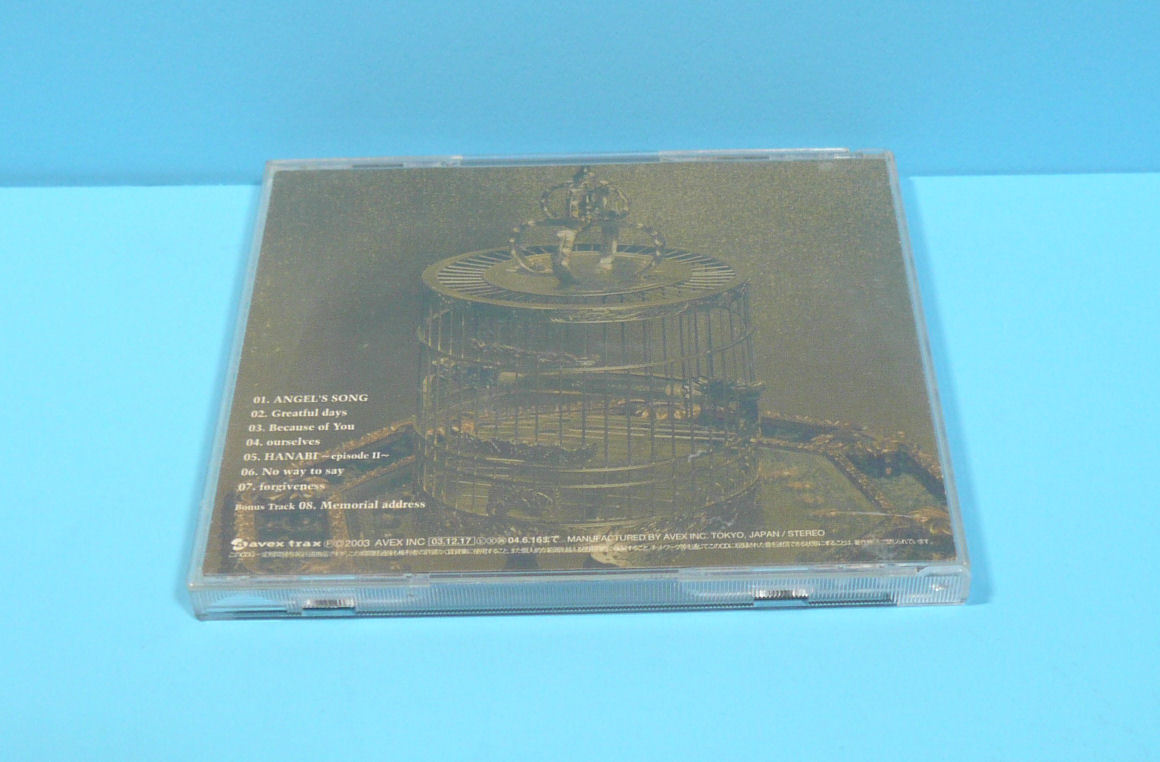 01. ANGEL'S SONG
02. Greatful days
03. Because of You
04. ourselves
05. HANABI ~episode II~
06. No way to say
07. forgiveness
Bonus Track 08. Memorial address
avex trax Ⓟ©2003 AVEX INC 03.12.17 04.6.16まで MANUFACTURED BY AVEX INC. TOKYO, JAPAN / STEREO